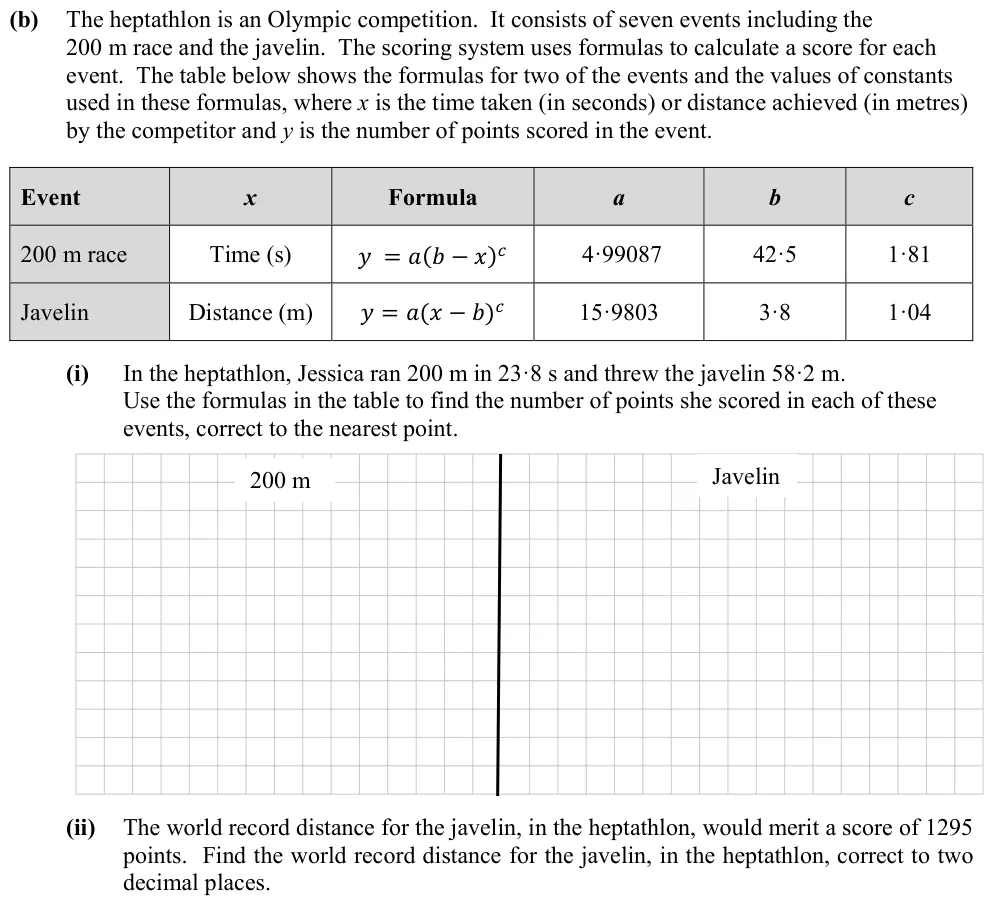 (b) The heptathlon is an Olympic competition. It consists of seven events including the
200 m race and the javelin. The scoring system uses formulas to calculate a score for each
event. The table below shows the formulas for two of the events and the values of constants
used in these formulas, where x is the time taken (in seconds) or distance achieved (in metres)
by the competitor and y is the number of points scored in the event.
Event x Formula a b c
200 m race Time (s) y = a(b − x)ᶜ 4·99087 42·5 1·81
Javelin Distance (m) y = a(x − b)ᶜ 15·9803 3·8 1·04
(i) In the heptathlon, Jessica ran 200 m in 23·8 s and threw the javelin 58·2 m.
Use the formulas in the table to find the number of points she scored in each of these
events, correct to the nearest point.
200 m Javelin
(ii) The world record distance for the javelin, in the heptathlon, would merit a score of 1295
points. Find the world record distance for the javelin, in the heptathlon, correct to two
decimal places.